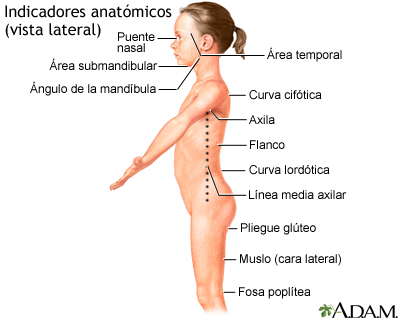 Indicadores anatómicos
(vista lateral)
Puente
nasal
Área temporal
Área submandibular
Ángulo de la mandíbula
Curva cifótica
Axila
Flanco
Curva lordótica
Línea media axilar
Pliegue glúteo
Muslo (cara lateral)
Fosa poplítea
A.D.A.M.